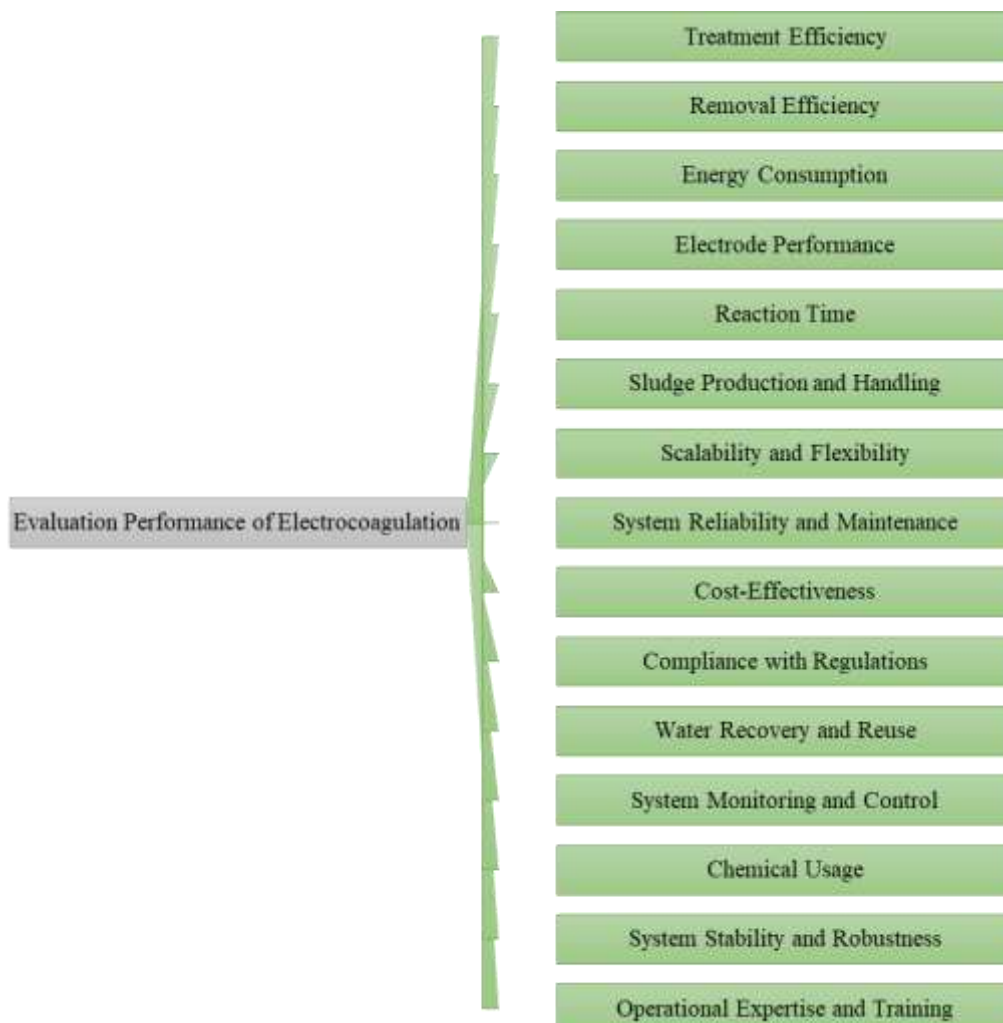 Treatment Efficiency
Removal Efficiency
Energy Consumption
Electrode Performance
Reaction Time
Sludge Production and Handling
Scalability and Flexibility
Evaluation Performance of Electrocoagulation
System Reliability and Maintenance
Cost-Effectiveness
Compliance with Regulations
Water Recovery and Reuse
System Monitoring and Control
Chemical Usage
System Stability and Robustness
Operational Expertise and Training